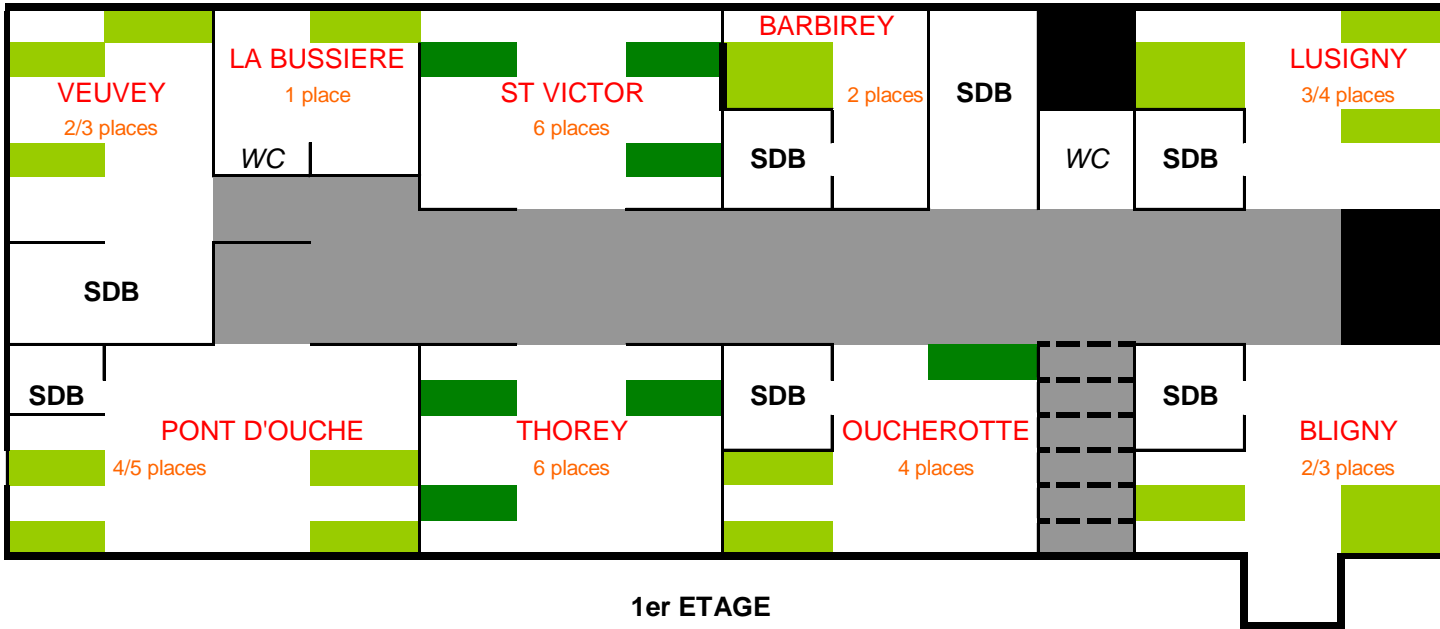 VEUVEY
2/3 places
LA BUSSIERE
1 place
WC
ST VICTOR
6 places
BARBIREY
2 places
SDB
SDB
WC
SDB
LUSIGNY
3/4 places
SDB
SDB
PONT D'OUCHE
4/5 places
THOREY
6 places
SDB
OUCHEROTTE
4 places
SDB
BLIGNY
2/3 places
1er ETAGE